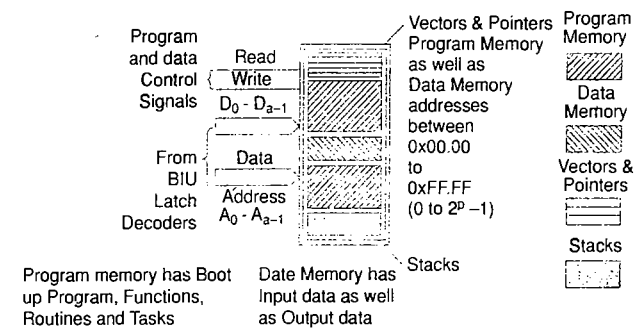 Program
and data
Control
Signals
Read
Write
D0 - Da–1
From
BIU
Latch
Decoders
Data
Address
A0 - Aa–1
Vectors & Pointers
Program Memory
as well as
Data Memory
addresses
between
0x00.00
to
0xFF.FF
(0 to 2^p –1)
Stacks
Program
Memory
Data
Memory
Vectors &
Pointers
Stacks
Program memory has Boot
up Program, Functions,
Routines and Tasks
Date Memory has
Input data as well
as Output data